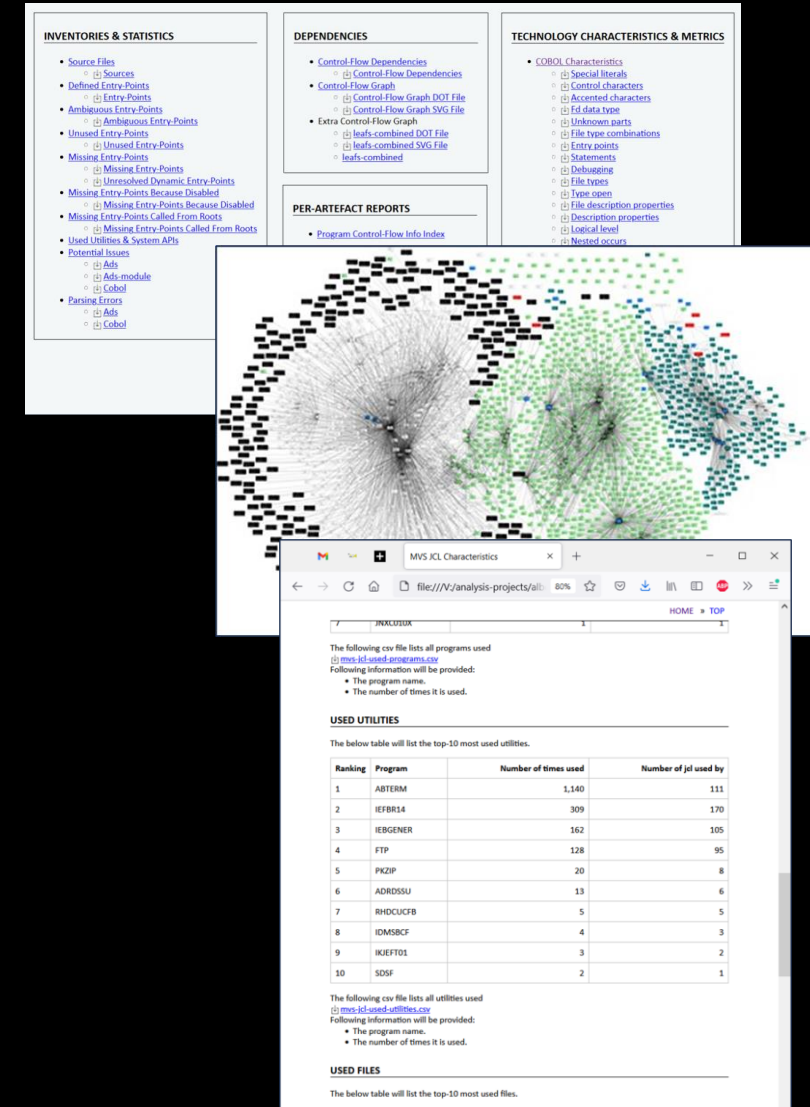 INVENTORIES & STATISTICS
Source Files
Sources
Defined Entry-Points
Entry-Points
Ambiguous Entry-Points
Ambiguous Entry-Points
Unused Entry-Points
Unused Entry-Points
Missing Entry-Points
Missing Entry-Points
Unresolved Dynamic Entry-Points
Missing Entry-Points Because Disabled
Missing Entry-Points Because Disabled
Missing Entry-Points Called From Roots
Missing Entry-Points Called From Roots
Used Utilities & System APIs
Potential Issues
Ads
Ads-module
Cobol
Parsing Errors
Ads
Cobol
DEPENDENCIES
Control-Flow Dependencies
Control-Flow Dependencies
Control-Flow Graph
Control-Flow Graph DOT File
Control-Flow Graph SVG File
Extra Control-Flow Graph
leafs-combined DOT File
leafs-combined SVG File
leafs-combined
PER-ARTEFACT REPORTS
Program Control-Flow Info Index
TECHNOLOGY CHARACTERISTICS & METRICS
COBOL Characteristics
Special literals
Control characters
Accented characters
Fd data type
Unknown parts
File type combinations
Entry points
Statements
Debugging
File types
Type open
File description properties
Description properties
Logical level
Nested occurs
MVS JCL Characteristics
file:///V:/analysis-projects/alb 80%
ABP
HOME » TOP
7 JNXCU10X 1 1
The following csv file lists all programs used
mvs-jcl-used-programs.csv
Following information will be provided:
The program name.
The number of times it is used.
USED UTILITIES
The below table will list the top-10 most used utilities.
Ranking Program Number of times used Number of jcl used by
1 ABTERM 1,140 111
2 IEFBR14 309 170
3 IEBGENER 162 105
4 FTP 128 95
5 PKZIP 20 8
6 ADRDSSU 13 6
7 RHDCUCFB 5 5
8 IDMSBCF 4 3
9 IKJEFT01 3 2
10 SDSF 2 1
The following csv file lists all utilities used
mvs-jcl-used-utilities.csv
Following information will be provided:
The program name.
The number of times it is used.
USED FILES
The below table will list the top-10 most used files.